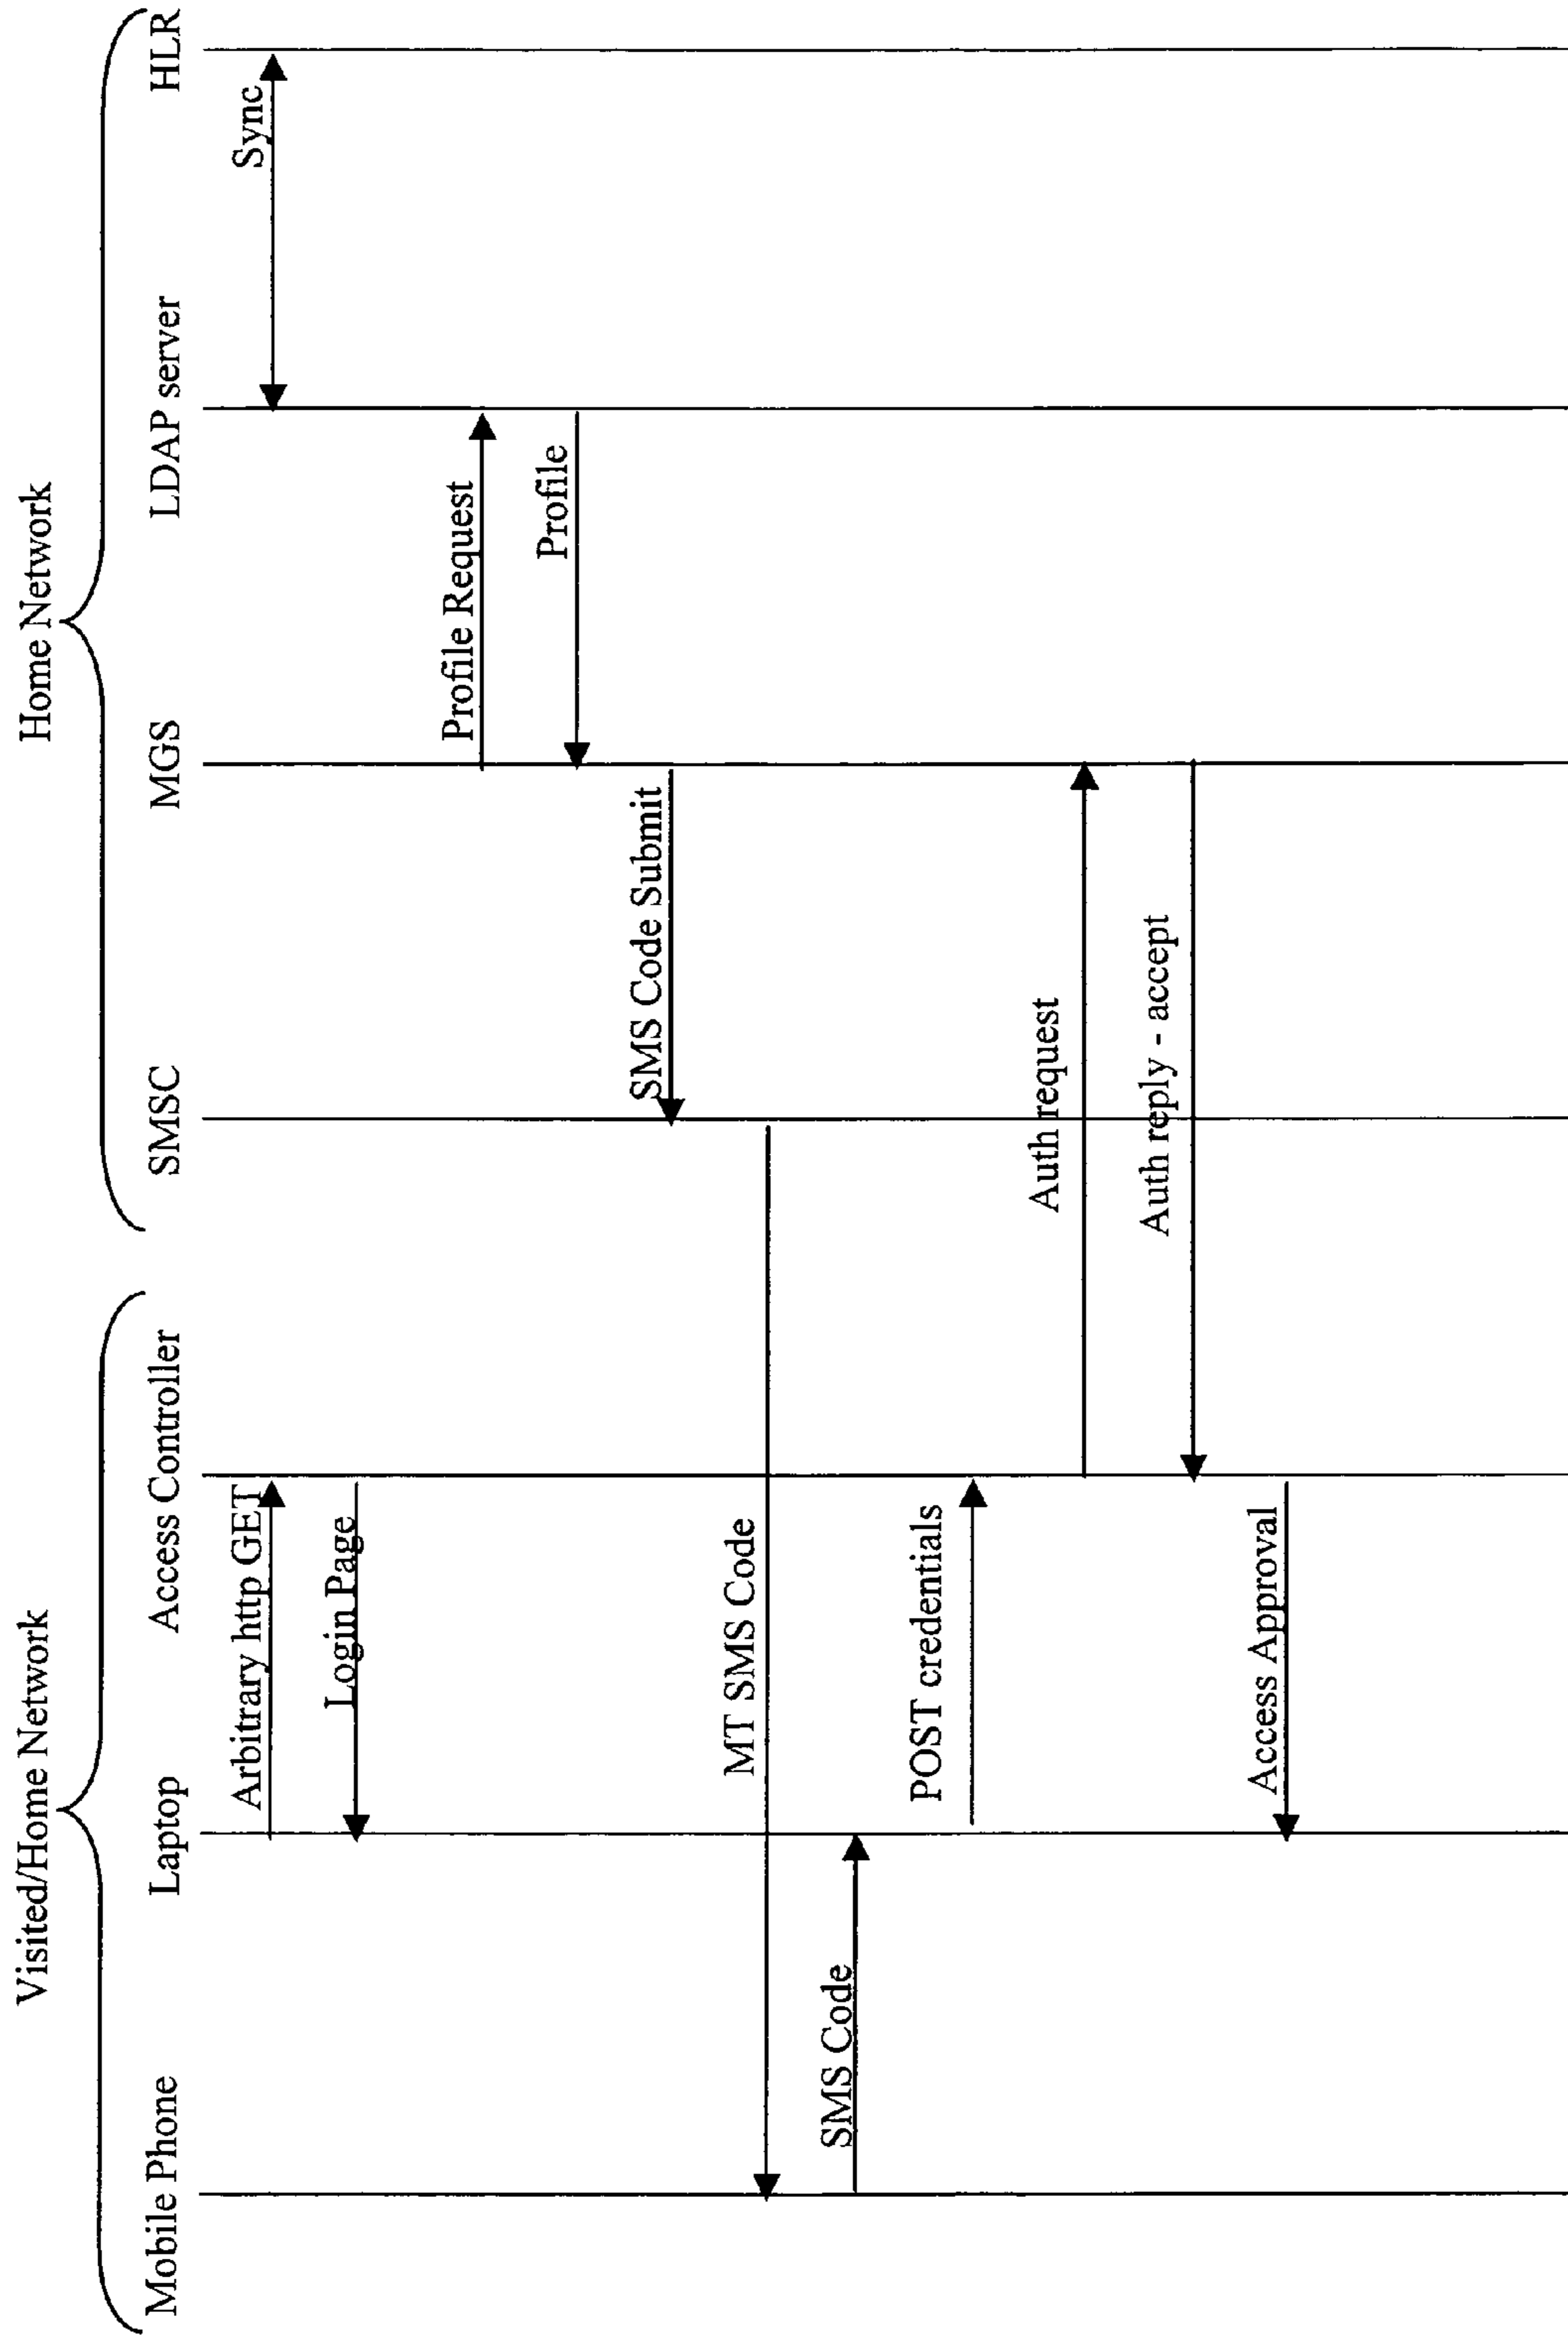 Visited/Home Network
Home Network
Mobile Phone
Laptop
Access Controller
SMSC
MGS
LDAP server
HLR
Arbitrary http GET
Sync
Login Page
Profile Request
Profile
SMS Code Submit
MT SMS Code
SMS Code
POST credentials
Auth request
Auth reply - accept
Access Approval